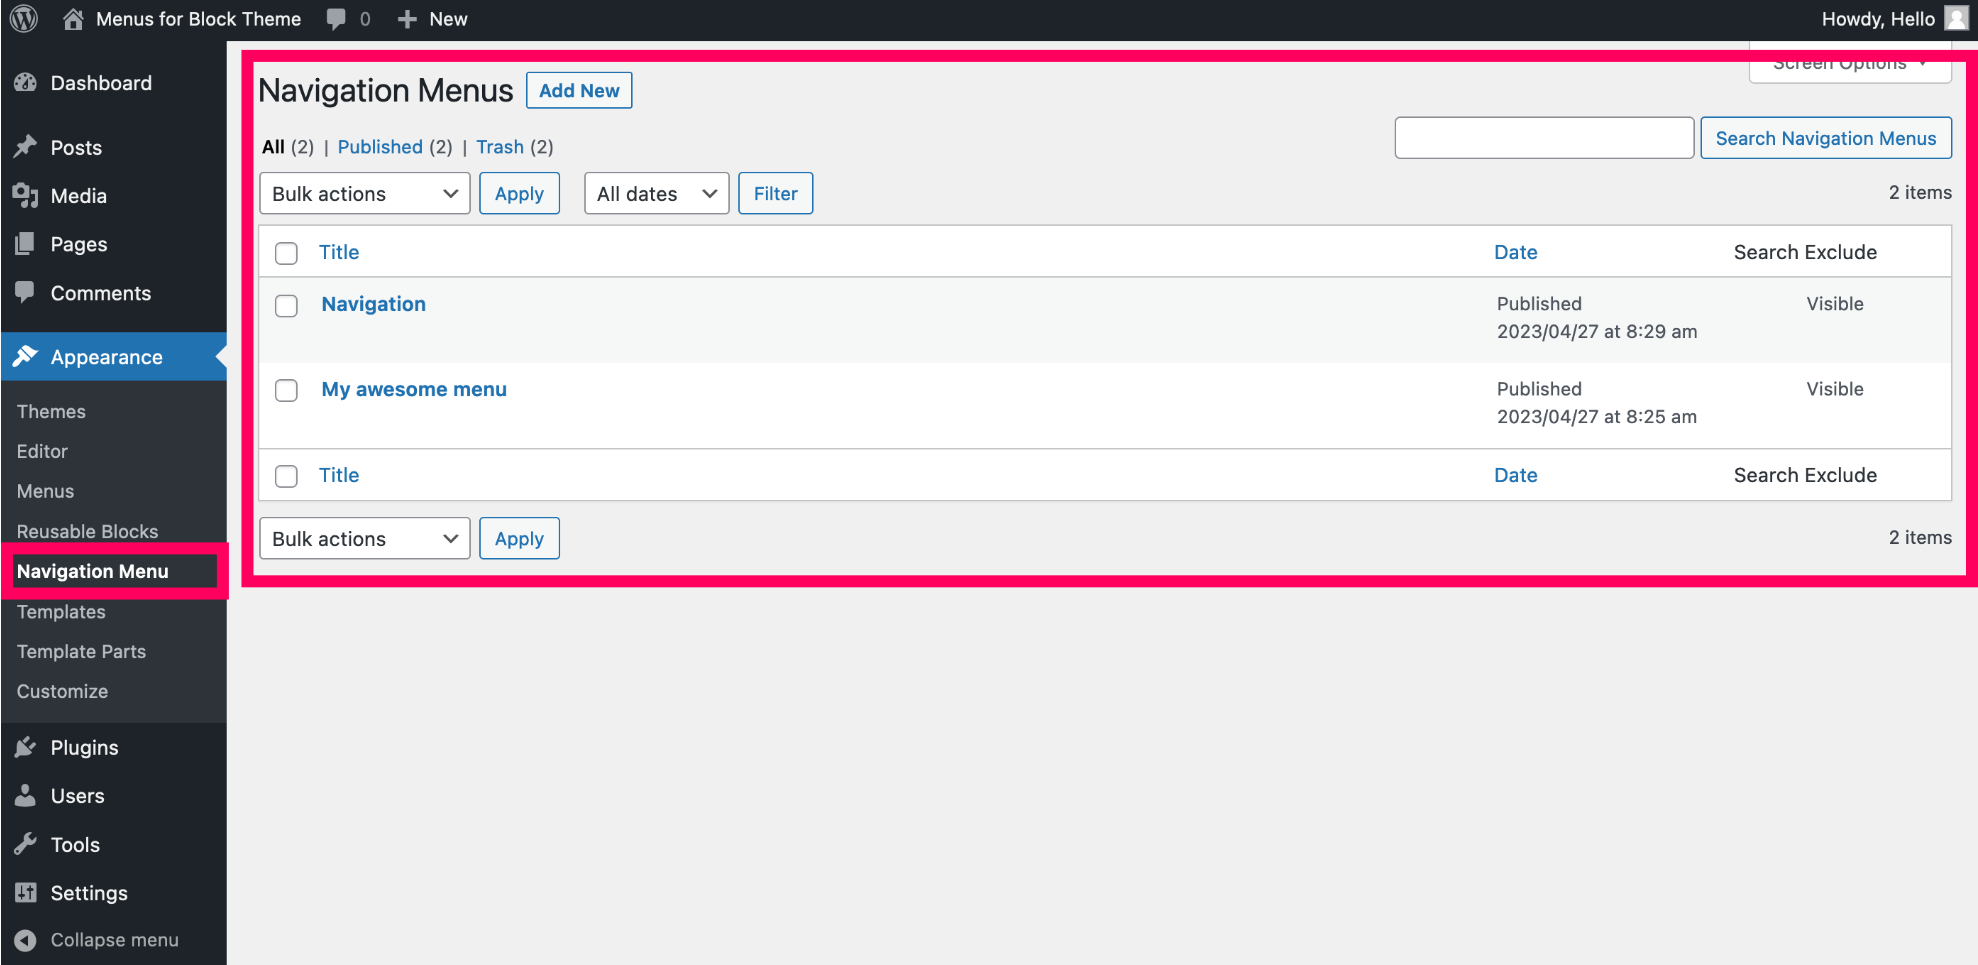 Menus for Block Theme 0 New Howdy, Hello
Dashboard
Posts
Media
Pages
Comments
Appearance
Themes
Editor
Menus
Reusable Blocks
Navigation Menu
Templates
Template Parts
Customize
Plugins
Users
Tools
Settings
Collapse menu
Screen Options
Navigation Menus Add New
All (2) | Published (2) | Trash (2)
Search Navigation Menus
Bulk actions Apply All dates Filter 2 items
Title Date Search Exclude
Navigation Published Visible
2023/04/27 at 8:29 am
My awesome menu Published Visible
2023/04/27 at 8:25 am
Title Date Search Exclude
Bulk actions Apply 2 items